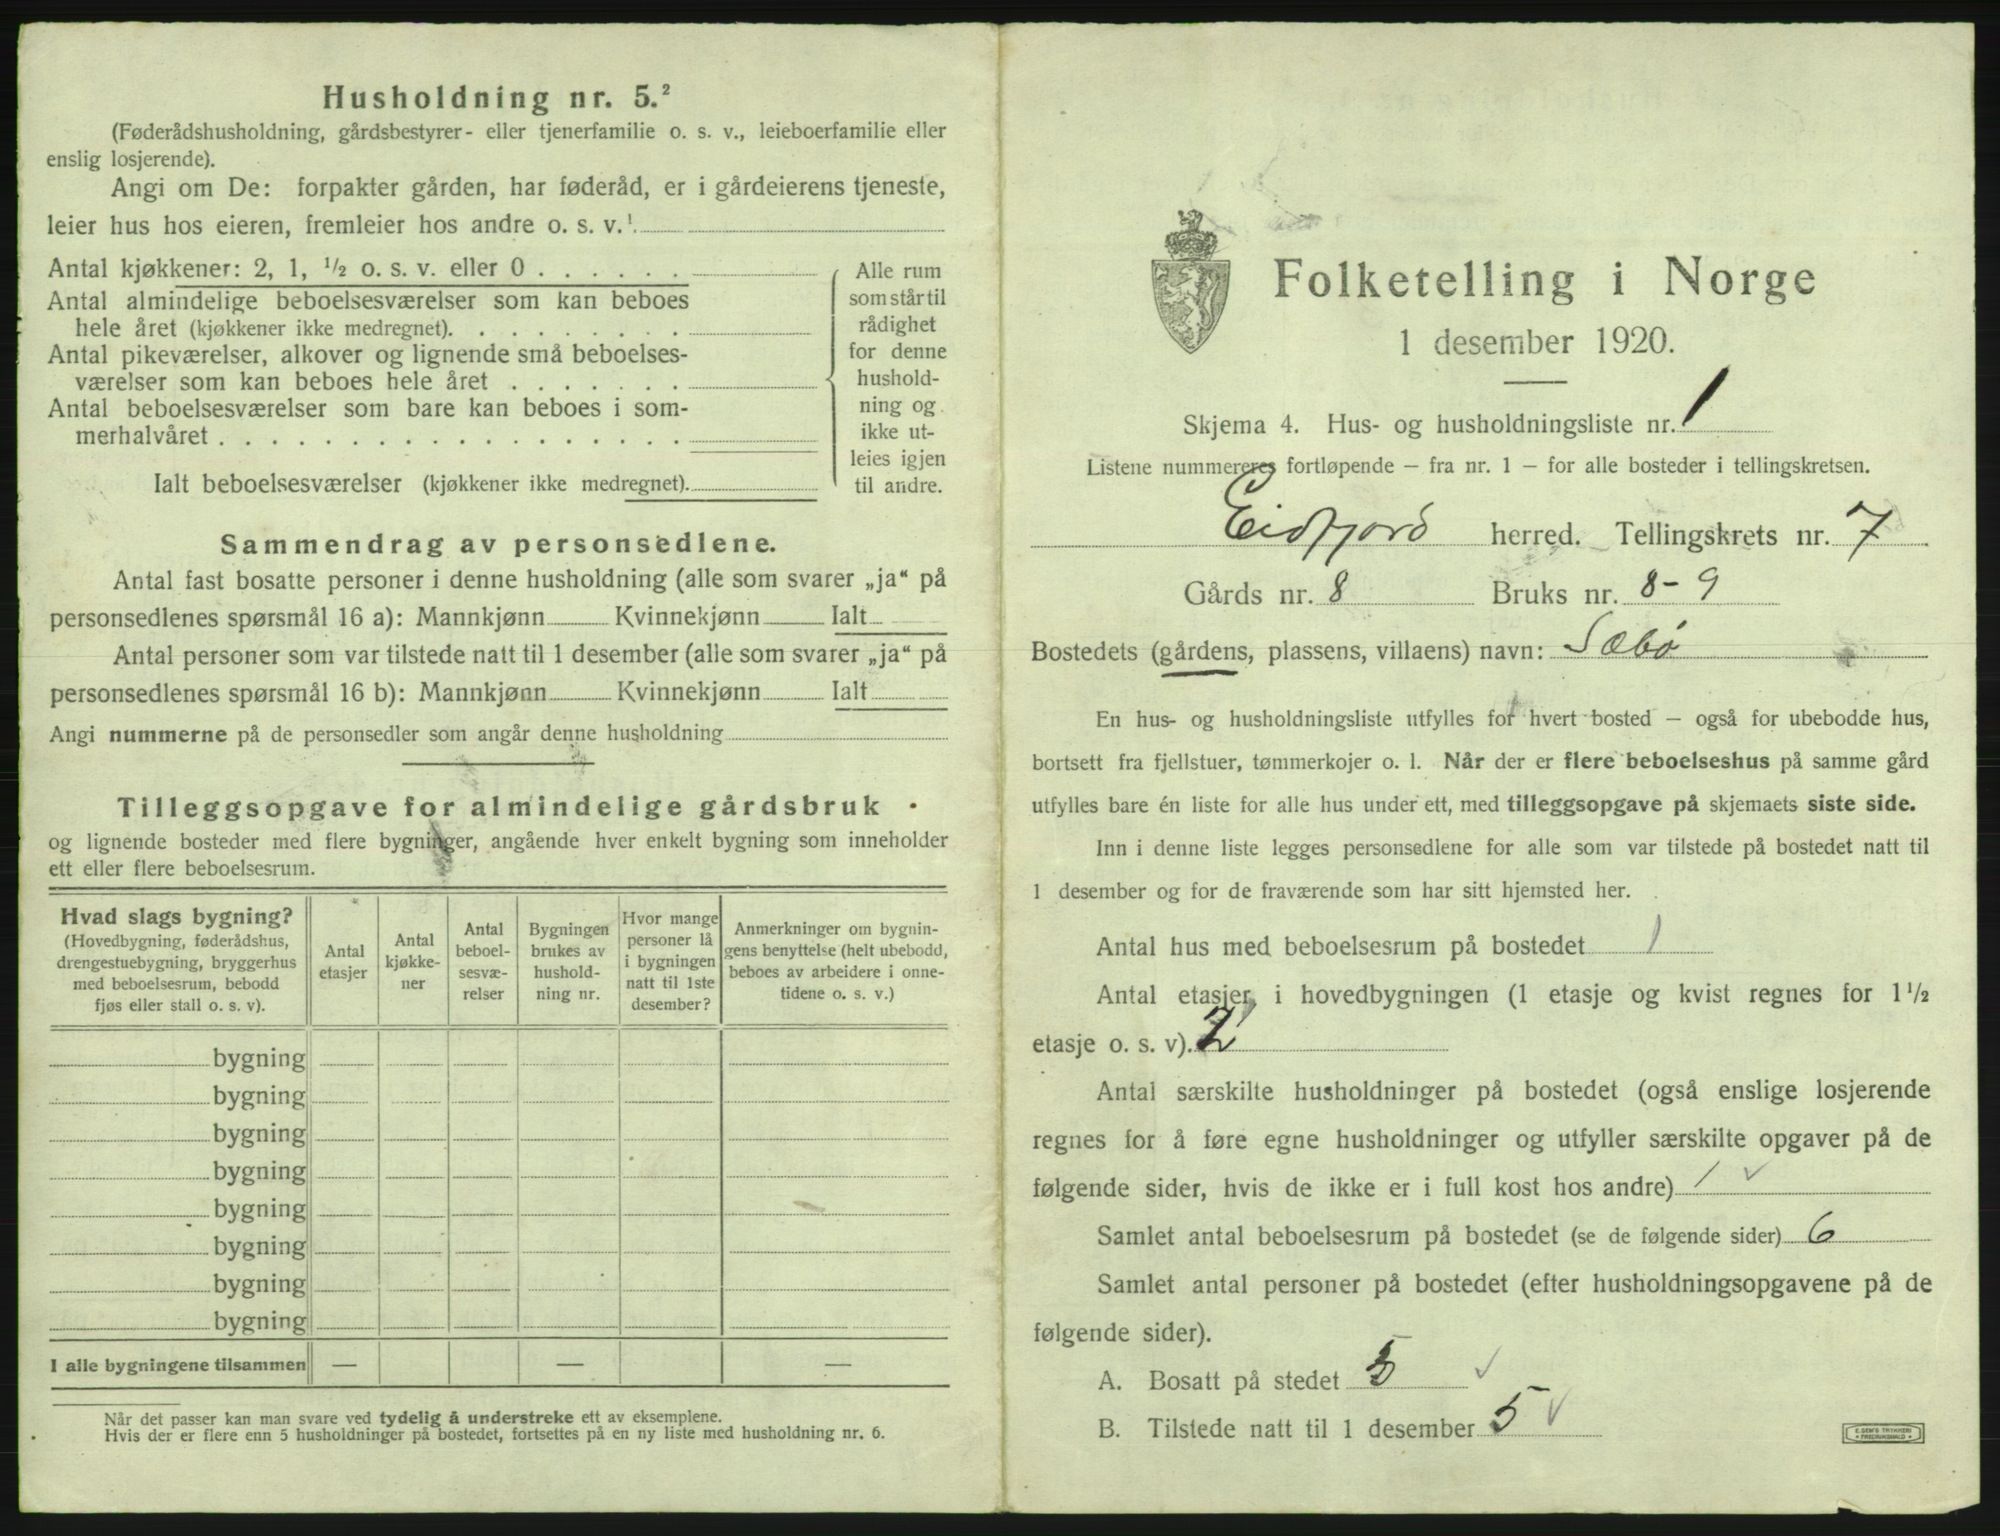 Husholdning nr. 5.²
(Føderådshusholdning, gårdsbestyrer- eller tjenerfamilie o. s. v., leieboerfamilie eller
enslig losjerende).
Angi om De: forpakter gården, har føderåd, er i gårdeierens tjeneste,
leier hus hos eieren, fremleier hos andre o. s. v.¹
Antal kjøkkener: 2, 1, ½ o. s. v. eller 0 . . . . . .
Antal almindelige beboelsesværelser som kan beboes
hele året (kjøkkener ikke medregnet). . . . . . . . .
Antal pikeværelser, alkover og lignende små beboelses-
værelser som kan beboes hele året . . . . . . .
Antal beboelsesværelser som bare kan beboes i som-
merhalvåret . . . . . . . . . . . . . . . . . .
Ialt beboelsesværelser (kjøkkener ikke medregnet).
Alle rum
som står til
rådighet
for denne
hushold-
ning og
ikke ut-
leies igjen
til andre.
Sammendrag av personsedlene.
Antal fast bosatte personer i denne husholdning (alle som svarer „ja“ på
personsedlenes spørsmål 16 a): Mannkjønn Kvinnekjønn Ialt
Antal personer som var tilstede natt til 1 desember (alle som svarer „ja“ på
personsedlenes spørsmål 16 b): Mannkjønn Kvinnekjønn Ialt
Angi nummerne på de personsedler som angår denne husholdning
Tilleggsopgave for almindelige gårdsbruk
og lignende bosteder med flere bygninger, angående hver enkelt bygning som inneholder
ett eller flere beboelsesrum.
Hvad slags bygning?
(Hovedbygning, føderådshus,
drengestuebygning, bryggerhus
med beboelsesrum, bebodd
fjøs eller stall o. s. v).
Antal
etasjer
Antal
kjøkke-
ner
Antal
beboel-
sesvæ-
relser
Bygningen
brukes av
hushold-
ning nr.
Hvor mange
personer lå
i bygningen
natt til 1ste
desember?
Anmerkninger om bygnin-
gens benyttelse (helt ubebodd,
beboes av arbeidere i onne-
tidene o. s. v.)
bygning
bygning
bygning
bygning
bygning
bygning
bygning
bygning
I alle bygningene tilsammen — — —
Når det passer kan man svare ved tydelig å understreke ett av eksemplene.
Hvis der er flere enn 5 husholdninger på bostedet, fortsettes på en ny liste med husholdning nr. 6.
Folketelling i Norge
1 desember 1920.
Skjema 4. Hus- og husholdningsliste nr. 1
Listene nummereres fortløpende – fra nr. 1 – for alle bosteder i tellingskretsen.
Eidfjord herred. Tellingskrets nr. 7
Gårds nr. 8 Bruks nr. 8-9
Bostedets (gårdens, plassens, villaens) navn: Sæbø
En hus- og husholdningsliste utfylles for hvert bosted – også for ubebodde hus,
bortsett fra fjellstuer, tømmerkojer o. l. Når der er flere beboelseshus på samme gård
utfylles bare én liste for alle hus under ett, med tilleggsopgave på skjemaets siste side.
Inn i denne liste legges personsedlene for alle som var tilstede på bostedet natt til
1 desember og for de fraværende som har sitt hjemsted her.
Antal hus med beboelsesrum på bostedet 1
Antal etasjer i hovedbygningen (1 etasje og kvist regnes for 1½
etasje o. s. v). 2
Antal særskilte husholdninger på bostedet (også enslige losjerende
regnes for å føre egne husholdninger og utfyller særskilte opgaver på de
følgende sider, hvis de ikke er i full kost hos andre) 1 ✓
Samlet antal beboelsesrum på bostedet (se de følgende sider) 6
Samlet antal personer på bostedet (efter husholdningsopgavene på de
følgende sider).
A. Bosatt på stedet 5 ✓
B. Tilstede natt til 1 desember 5 ✓